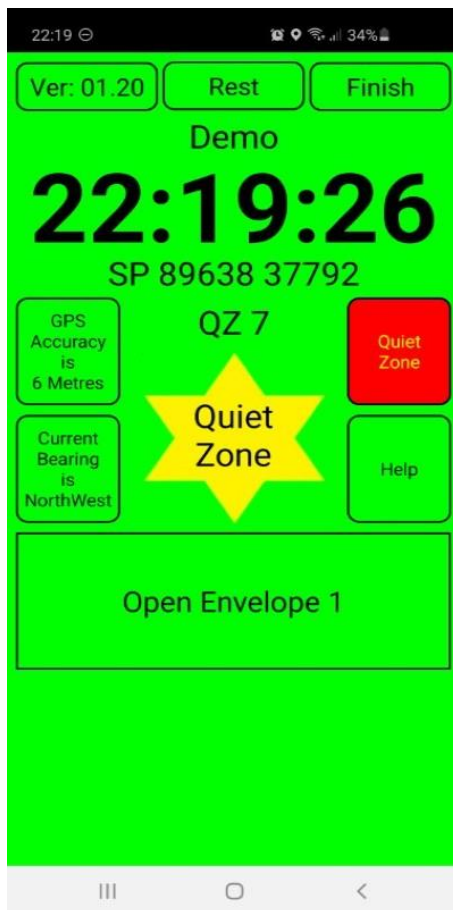 22:19 34%
Ver: 01.20 Rest Finish
Demo
22:19:26
SP 89638 37792
GPS
Accuracy
is
6 Metres
QZ 7
Quiet
Zone
Quiet
Zone
Current
Bearing
is
NorthWest
Help
Open Envelope 1